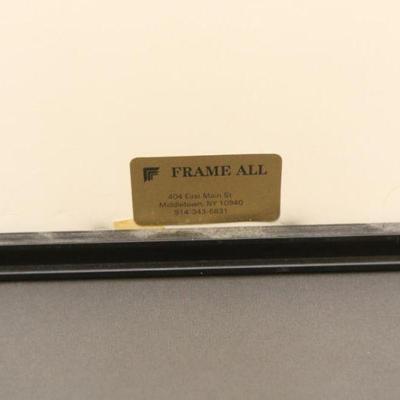 FRAME ALL
404 East Main St
Middletown, NY 10940
914-343-6831